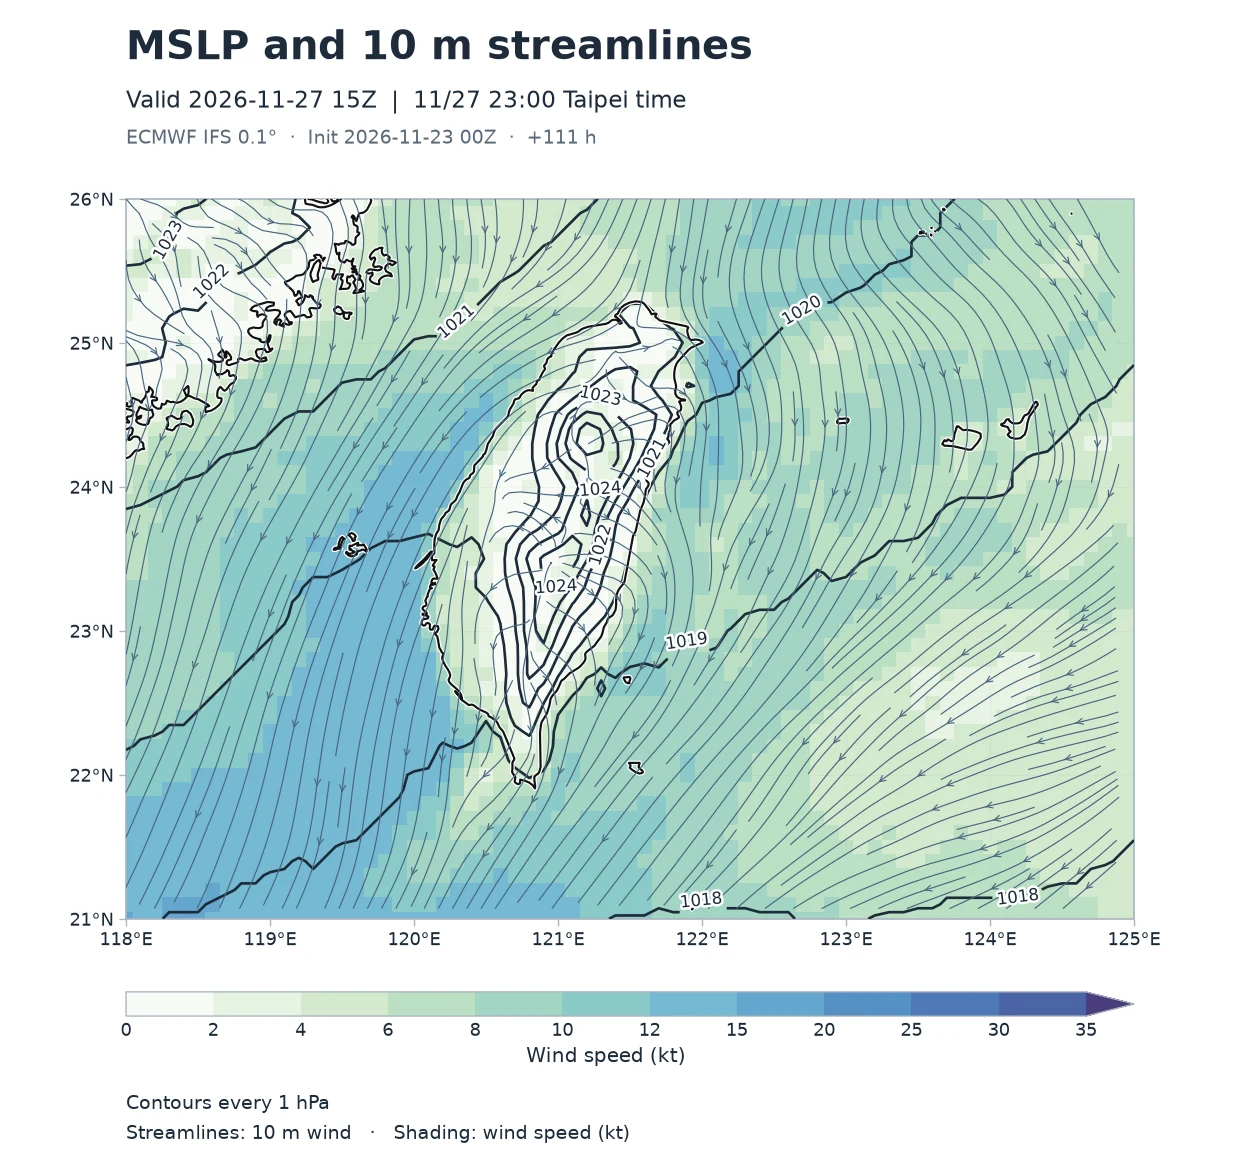 MSLP and 10 m streamlines
Valid 2026-11-27 15Z | 11/27 23:00 Taipei time
ECMWF IFS 0.1° · Init 2026-11-23 00Z · +111 h
26°N
1023
1022
1021
1020
25°N
1023
1021
24°N
1024
1022
1024
23°N
1019
22°N
1018
1018
21°N
118°E 119°E 120°E 121°E 122°E 123°E 124°E 125°E
0 2 4 6 8 10 12 15 20 25 30 35
Wind speed (kt)
Contours every 1 hPa
Streamlines: 10 m wind · Shading: wind speed (kt)